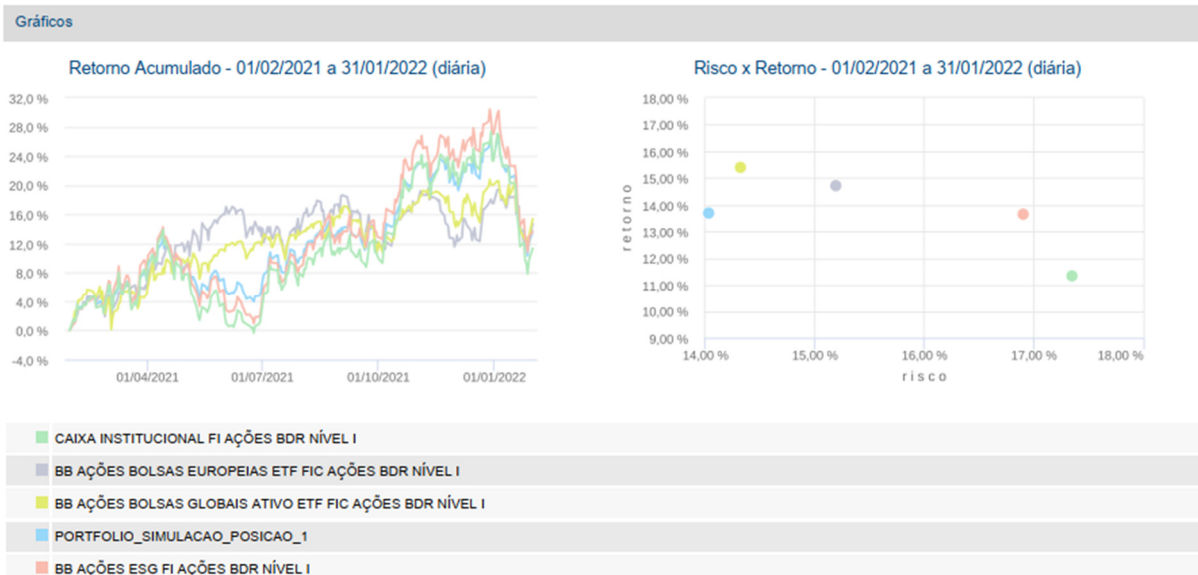 Gráficos
Retorno Acumulado - 01/02/2021 a 31/01/2022 (diária)
32,0 %
28,0 %
24,0 %
20,0 %
16,0 %
12,0 %
8,0 %
4,0 %
0,0 %
-4,0 %
01/04/2021
01/07/2021
01/10/2021
01/01/2022
Risco x Retorno - 01/02/2021 a 31/01/2022 (diária)
18,00 %
17,00 %
16,00 %
15,00 %
14,00 %
13,00 %
12,00 %
11,00 %
10,00 %
9,00 %
retorno
14,00 %
15,00 %
16,00 %
17,00 %
18,00 %
risco
CAIXA INSTITUCIONAL FI AÇÕES BDR NÍVEL I
BB AÇÕES BOLSAS EUROPEIAS ETF FIC AÇÕES BDR NÍVEL I
BB AÇÕES BOLSAS GLOBAIS ATIVO ETF FIC AÇÕES BDR NÍVEL I
PORTFOLIO_SIMULACAO_POSICAO_1
BB AÇÕES ESG FI AÇÕES BDR NÍVEL I